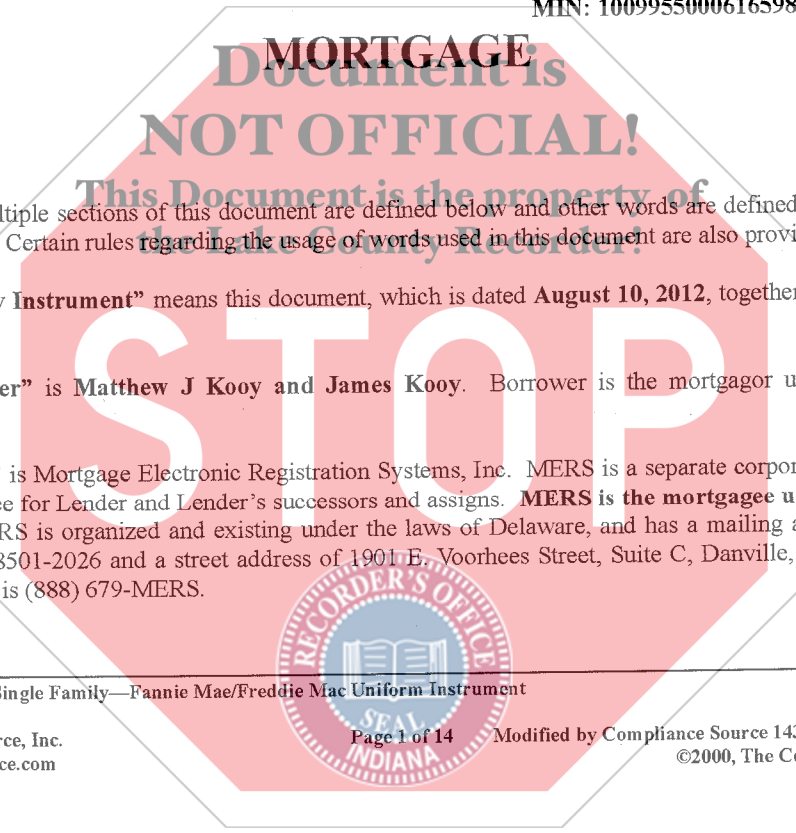 MIN: 1009955000616598
MORTGAGE
Document is
NOT OFFICIAL!
This Document is the property of
the Lake County Recorder!
ltiple sections of this document are defined below and other words are defined
Certain rules regarding the usage of words used in this document are also provi
y Instrument” means this document, which is dated August 10, 2012, together
er” is Matthew J Kooy and James Kooy. Borrower is the mortgagor u
STOP
is Mortgage Electronic Registration Systems, Inc. MERS is a separate corpor
ee for Lender and Lender’s successors and assigns. MERS is the mortgagee u
RS is organized and existing under the laws of Delaware, and has a mailing a
8501-2026 and a street address of 1901 E. Voorhees Street, Suite C, Danville,
is (888) 679-MERS.
RECORDER'S OFFICE
SEAL
INDIANA
Single Family—Fannie Mae/Freddie Mac Uniform Instrument
rce, Inc.
Page 1 of 14
Modified by Compliance Source 143
ce.com
©2000, The Co